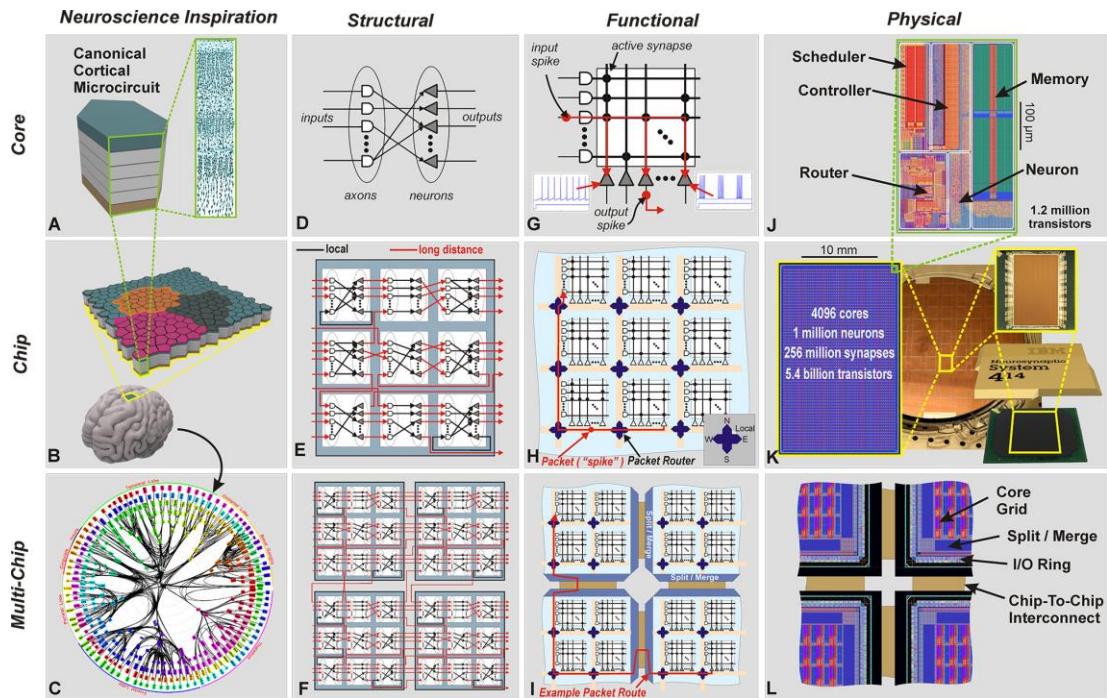 Neuroscience Inspiration
Structural
Functional
Physical
Core
Chip
Multi-Chip
Canonical
Cortical
Microcircuit
A
inputs
outputs
axons
neurons
D
input
spike
active synapse
output
spike
G
Scheduler
Controller
Router
Memory
100 µm
Neuron
1.2 million
transistors
J
B
local
long distance
E
Packet ("spike")
Packet Router
N
Local
W
E
S
H
10 mm
4096 cores
1 million neurons
256 million synapses
5.4 billion transistors
IBM
Neurosynaptic
System
414
K
C
F
Split / Merge
Split / Merge
Example Packet Route
I
Core
Grid
Split / Merge
I/O Ring
Chip-To-Chip
Interconnect
L